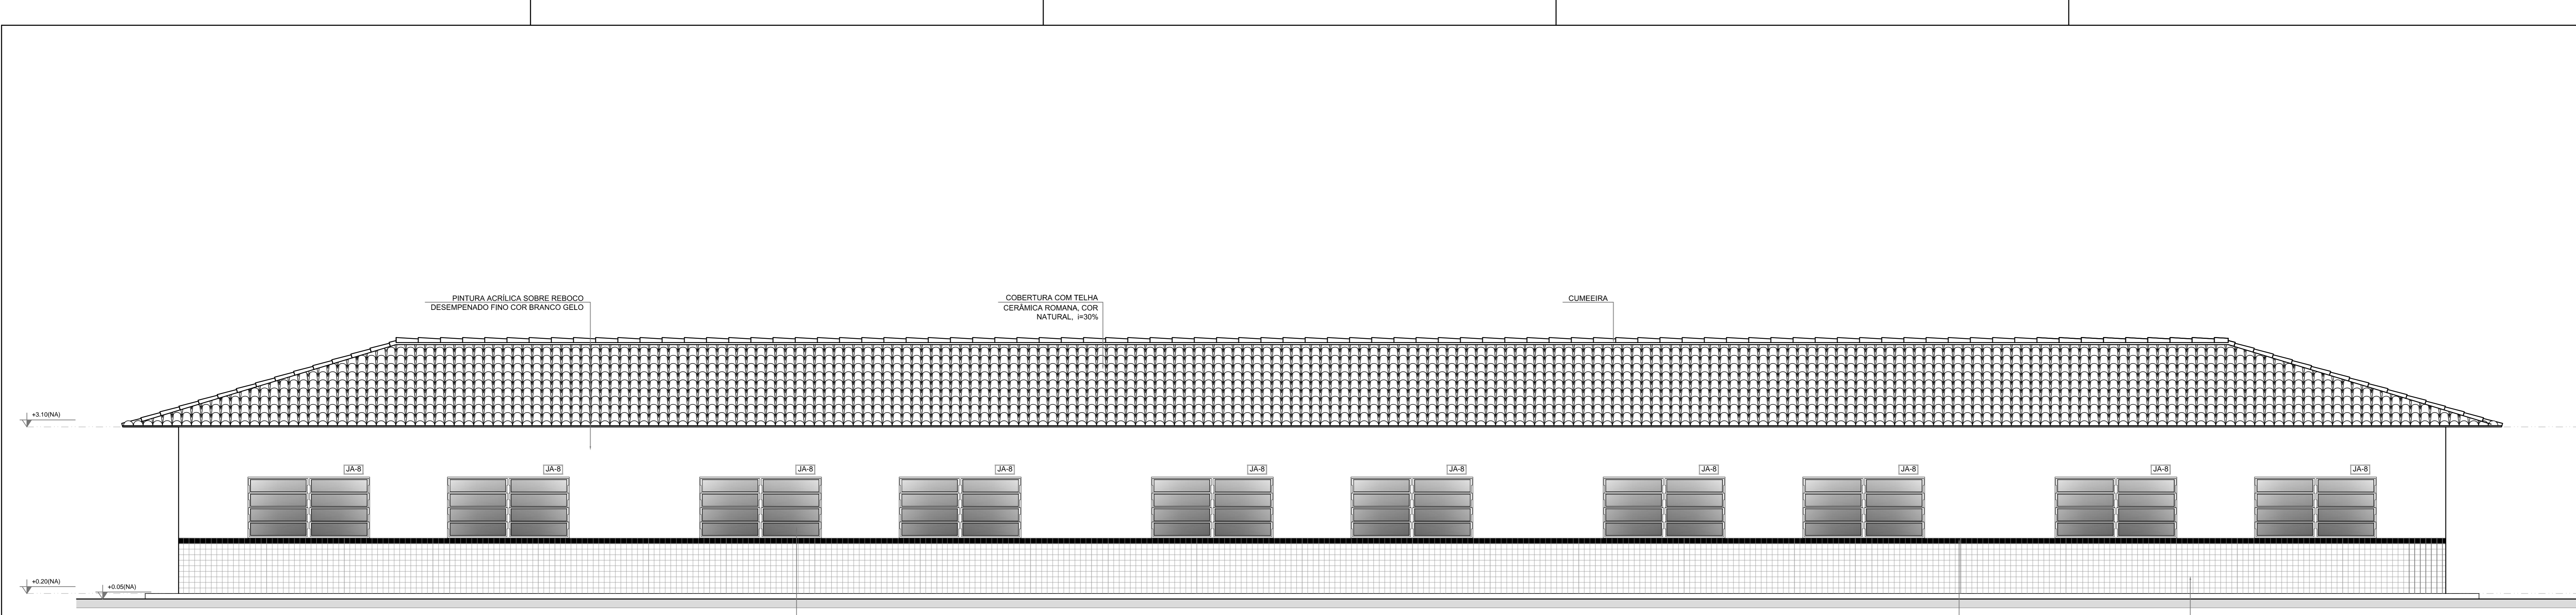 PINTURA ACRÍLICA SOBRE REBOCO
DESEMPENADO FINO COR BRANCO GELO
COBERTURA COM TELHA
CERÂMICA ROMANA, COR
NATURAL, i=30%
CUMEEIRA
+3.10(NA)
JA-8
JA-8
JA-8
JA-8
JA-8
JA-8
JA-8
JA-8
JA-8
JA-8
+0.20(NA)
+0.05(NA)